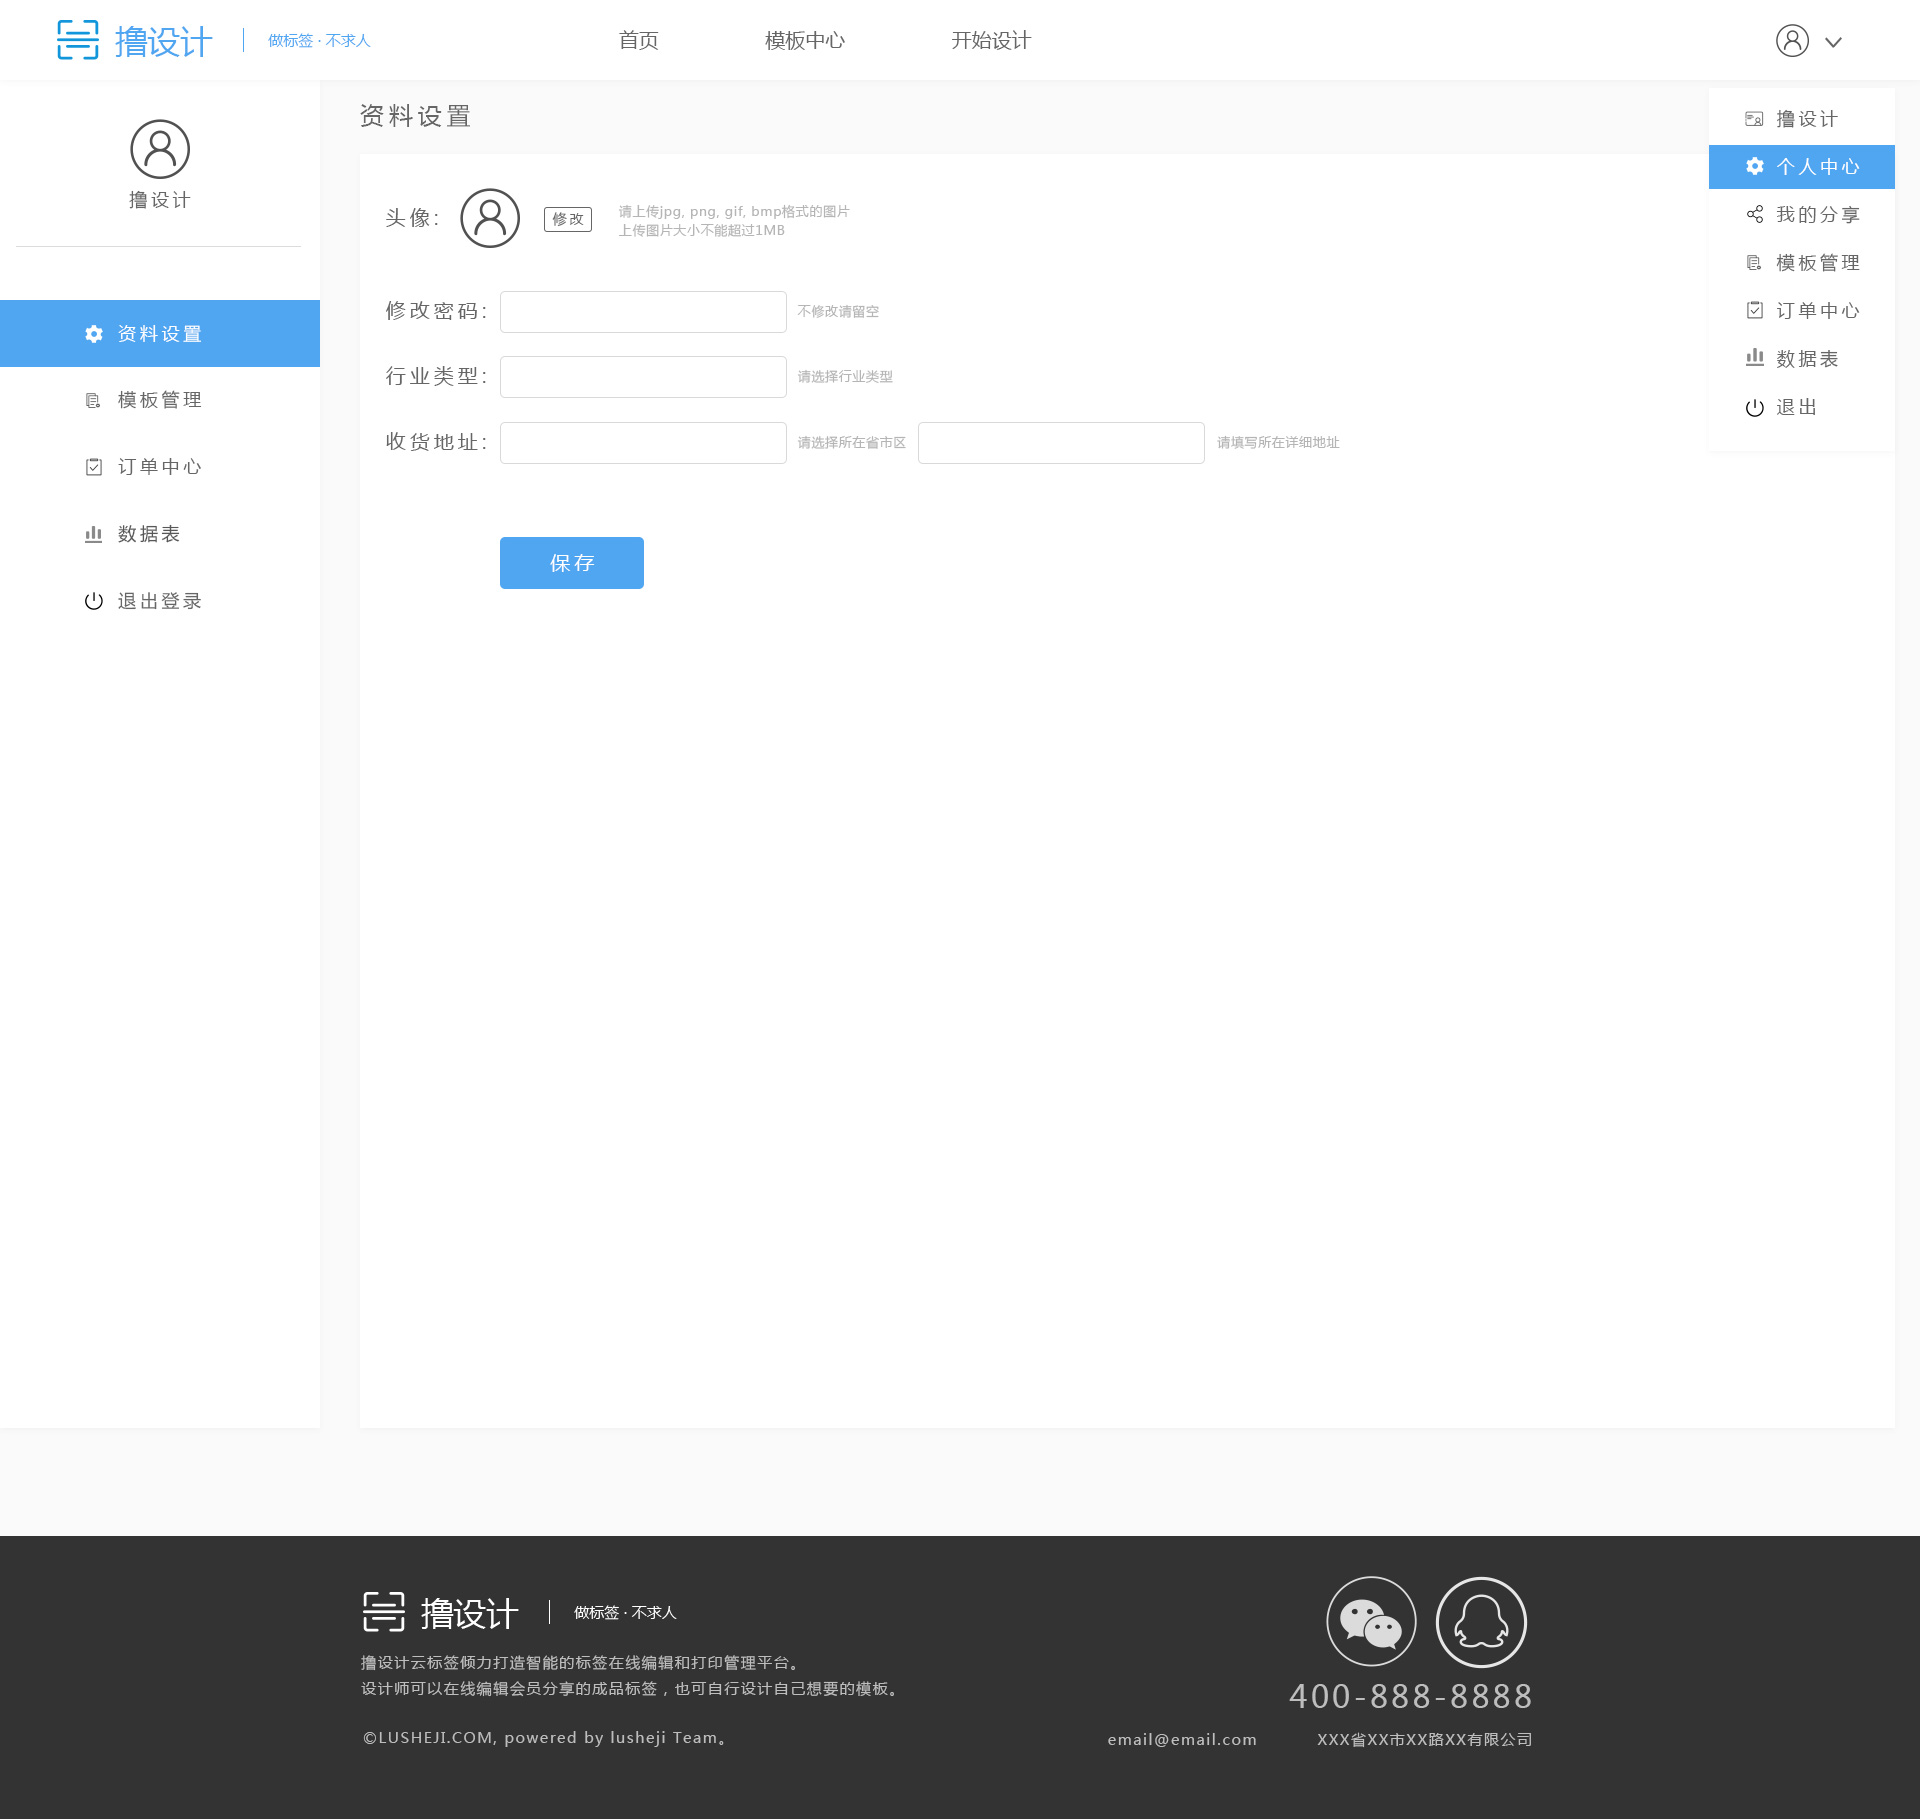 撸设计
做标签 · 不求人
首页
模板中心
开始设计
撸设计
资料设置
模板管理
订单中心
数据表
退出登录
资料设置
头像:
修改
请上传jpg, png, gif, bmp格式的图片
上传图片大小不能超过1MB
修改密码:
不修改请留空
行业类型:
请选择行业类型
收货地址:
请选择所在省市区
请填写所在详细地址
保存
撸设计
个人中心
我的分享
模板管理
订单中心
数据表
退出
撸设计
做标签 · 不求人
撸设计云标签倾力打造智能的标签在线编辑和打印管理平台。
设计师可以在线编辑会员分享的成品标签，也可自行设计自己想要的模板。
©LUSHEJI.COM, powered by lusheji Team。
400-888-8888
email@email.com
XXX省XX市XX路XX有限公司